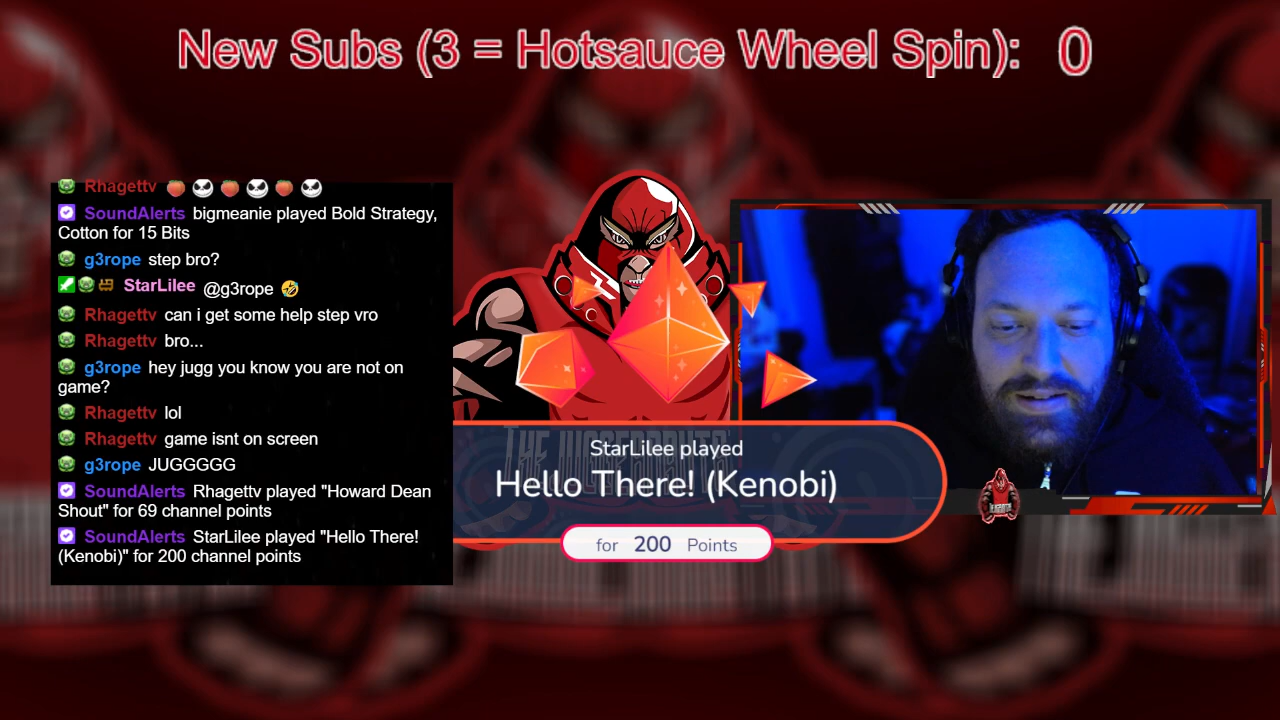 New Subs (3 = Hotsauce Wheel Spin): 0
Rhagettv
SoundAlerts bigmeanie played Bold Strategy,
Cotton for 15 Bits
g3rope step bro?
StarLilee @g3rope 🤣
Rhagettv can i get some help step vro
Rhagettv bro...
g3rope hey jugg you know you are not on
game?
Rhagettv lol
Rhagettv game isnt on screen
g3rope JUGGGGG
SoundAlerts Rhagettv played "Howard Dean
Shout" for 69 channel points
SoundAlerts StarLilee played "Hello There!
(Kenobi)" for 200 channel points
StarLilee played
Hello There! (Kenobi)
for 200 Points